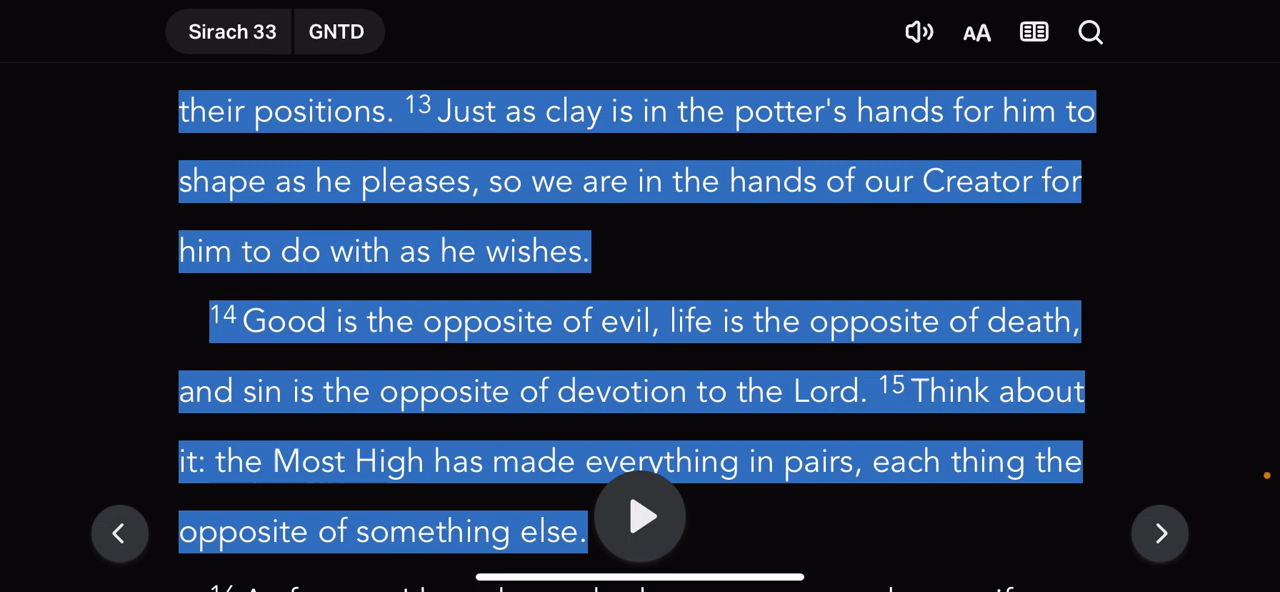 Sirach 33 GNTD AA
their positions. 13 Just as clay is in the potter's hands for him to
shape as he pleases, so we are in the hands of our Creator for
him to do with as he wishes.
14 Good is the opposite of evil, life is the opposite of death,
and sin is the opposite of devotion to the Lord. 15 Think about
it: the Most High has made everything in pairs, each thing the
opposite of something else.